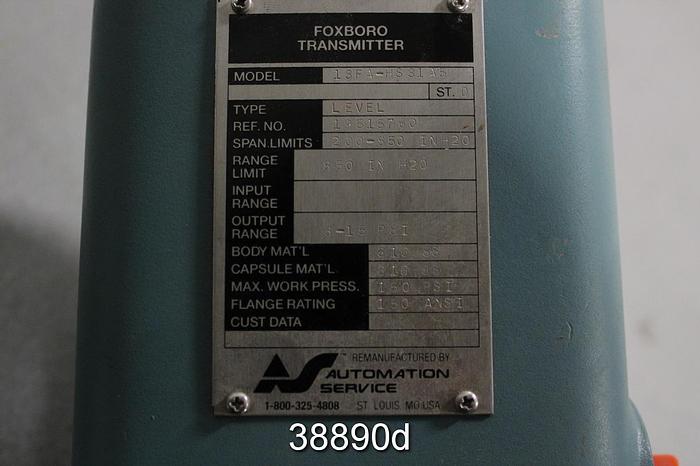 FOXBORO
TRANSMITTER
MODEL 13FA-HS31AB
ST. D
TYPE LEVEL
REF. NO.
SPAN.LIMITS 200-850 IN H20
RANGE LIMIT 850 IN H20
INPUT RANGE
OUTPUT RANGE 3-15 PSI
BODY MAT'L 316 SS
CAPSULE MAT'L 316 SS
MAX. WORK PRESS. 150 PSI
FLANGE RATING 150 ANSI
CUST DATA
AS ™ REMANUFACTURED BY
AUTOMATION
SERVICE
1-800-325-4808 ST. LOUIS MO. USA
38890d